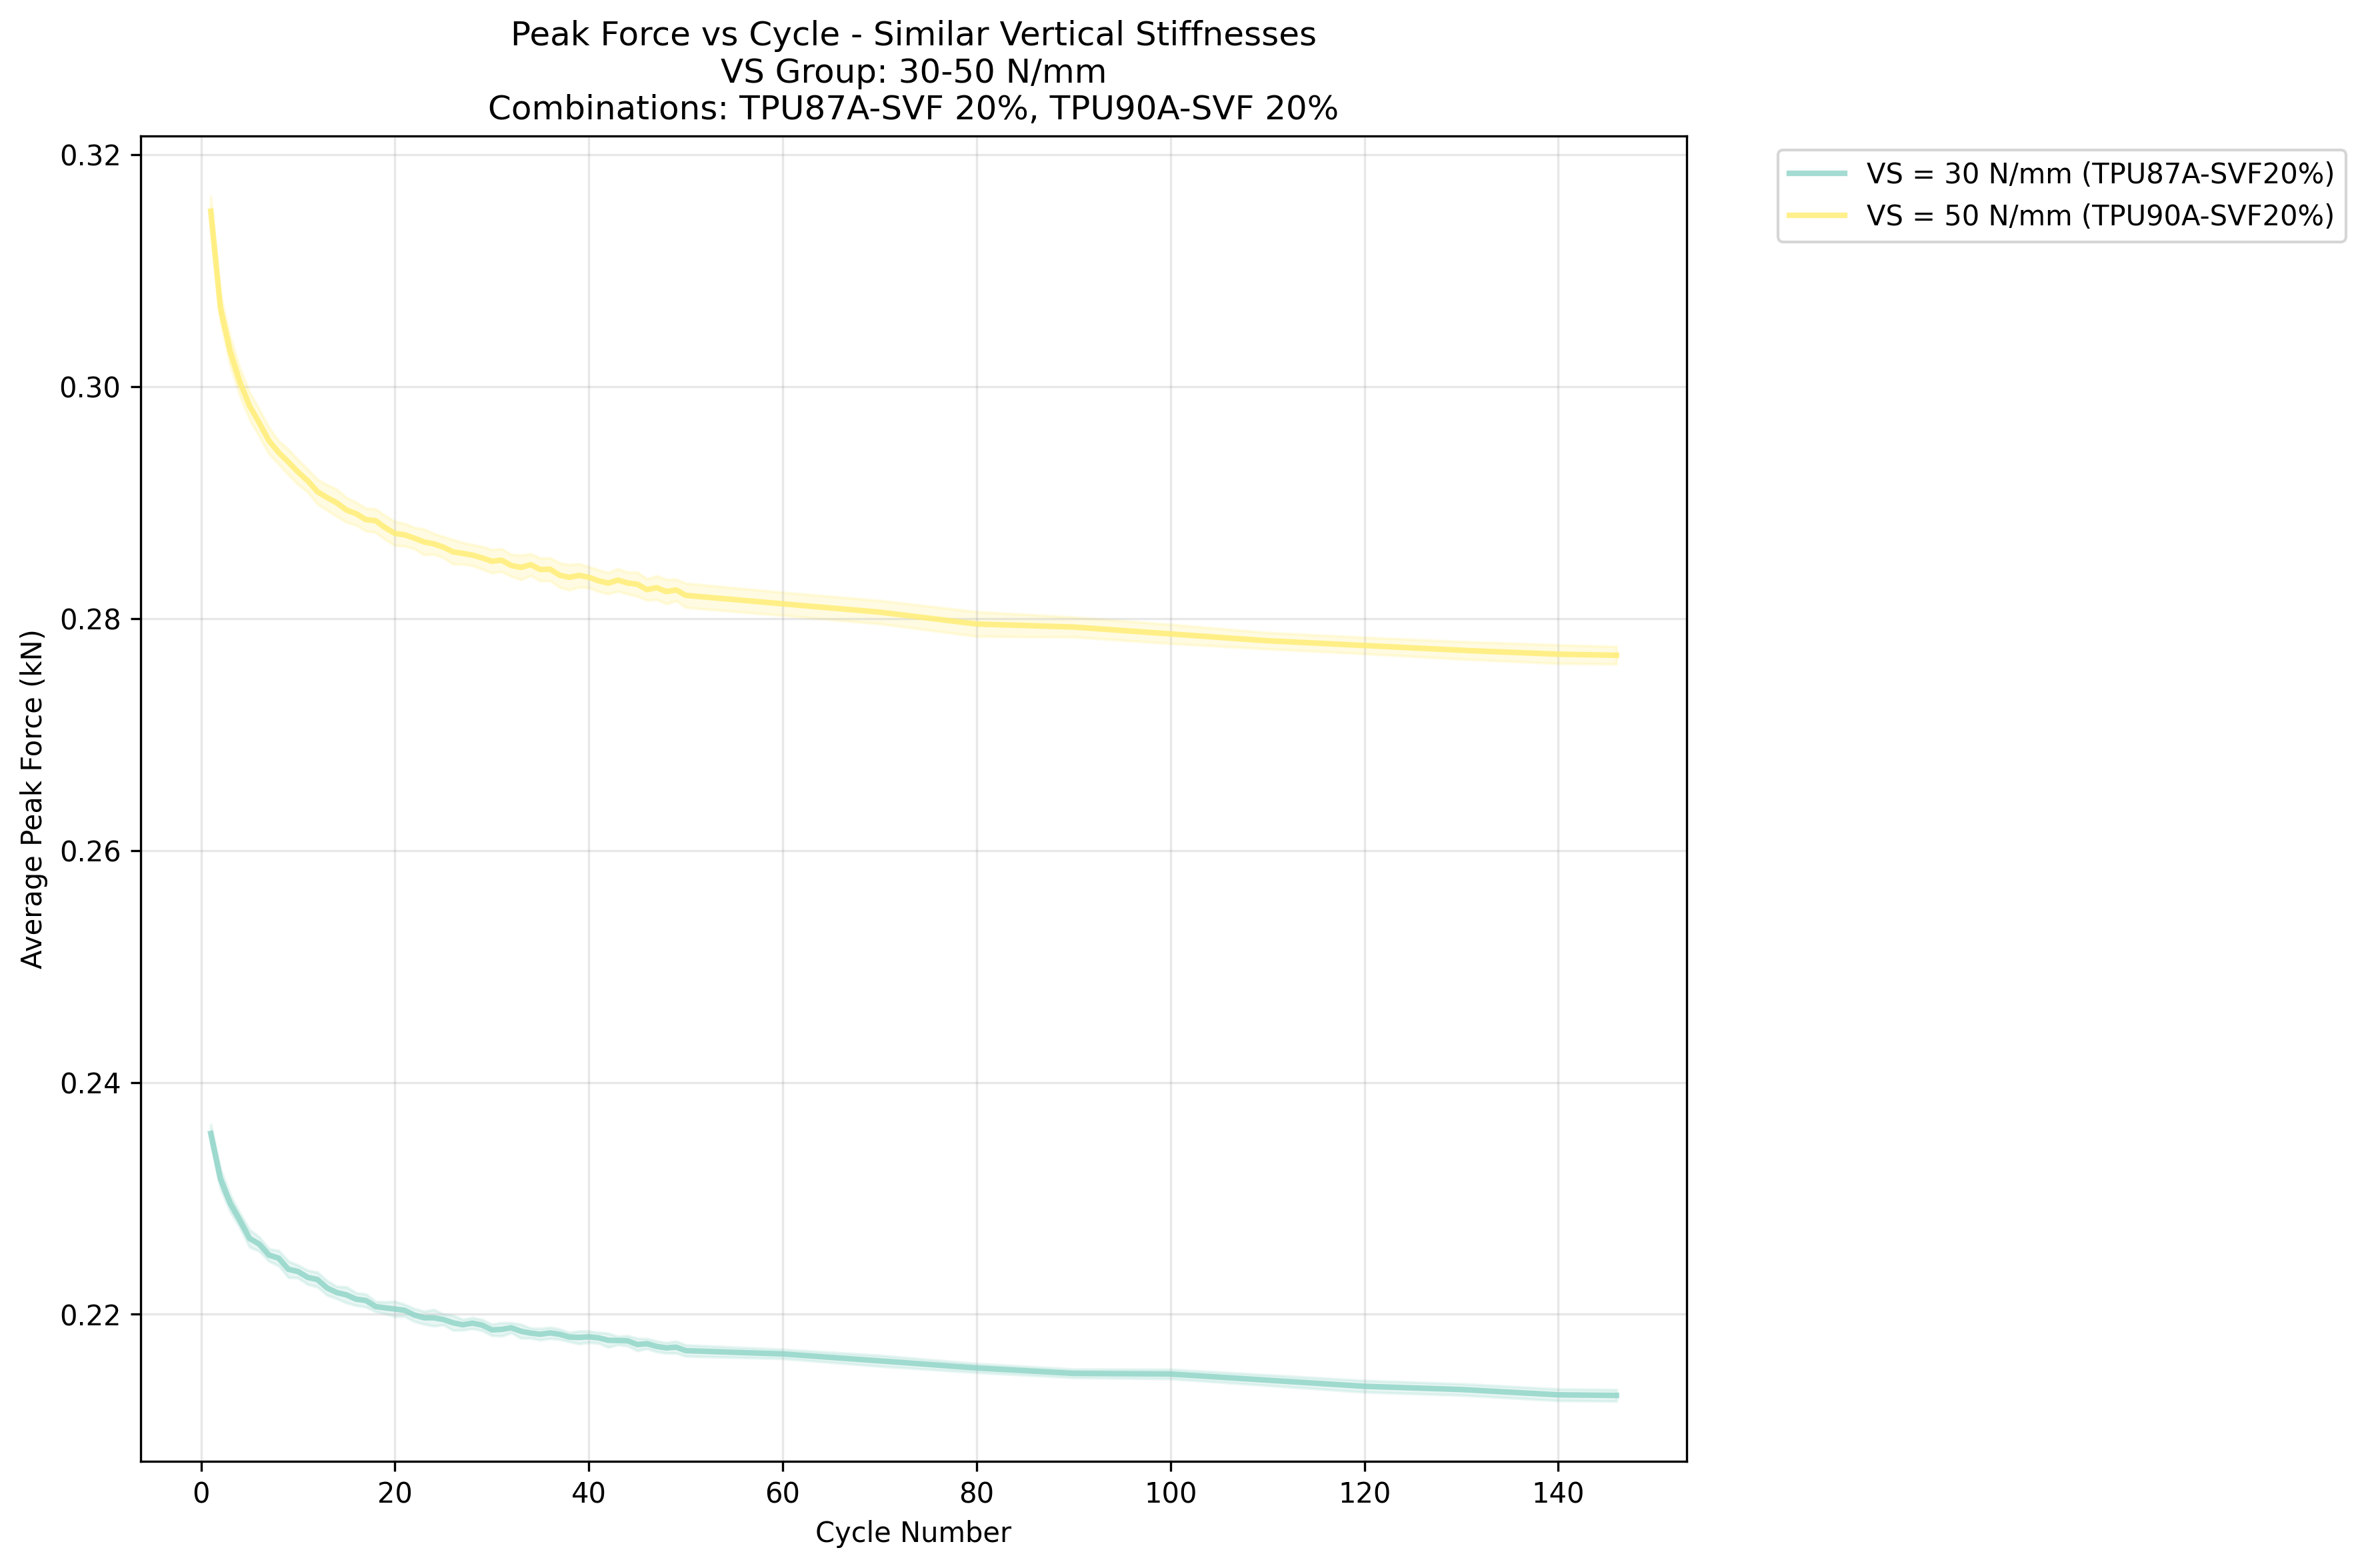 Peak Force vs Cycle - Similar Vertical Stiffnesses
VS Group: 30-50 N/mm
Combinations: TPU87A-SVF 20%, TPU90A-SVF 20%
VS = 30 N/mm (TPU87A-SVF20%)
VS = 50 N/mm (TPU90A-SVF20%)
Average Peak Force (kN)
0.32
0.30
0.28
0.26
0.24
0.22
0 20 40 60 80 100 120 140
Cycle Number